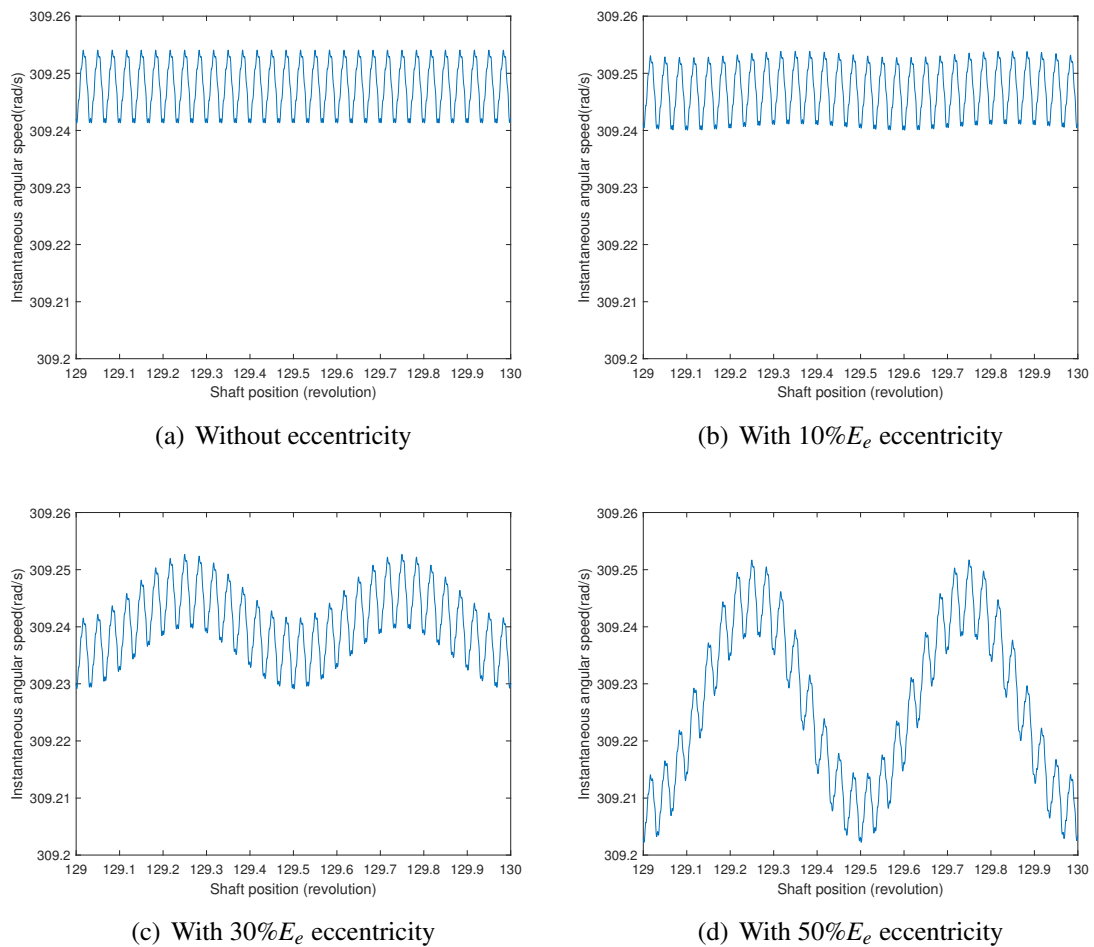 309.26
309.25
309.24
309.23
309.22
309.21
309.2
Instantaneous angular speed(rad/s)
129 129.1 129.2 129.3 129.4 129.5 129.6 129.7 129.8 129.9 130
Shaft position (revolution)
(a) Without eccentricity
309.26
309.25
309.24
309.23
309.22
309.21
309.2
Instantaneous angular speed(rad/s)
129 129.1 129.2 129.3 129.4 129.5 129.6 129.7 129.8 129.9 130
Shaft position (revolution)
(b) With 10%Ee eccentricity
309.26
309.25
309.24
309.23
309.22
309.21
309.2
Instantaneous angular speed(rad/s)
129 129.1 129.2 129.3 129.4 129.5 129.6 129.7 129.8 129.9 130
Shaft position (revolution)
(c) With 30%Ee eccentricity
309.26
309.25
309.24
309.23
309.22
309.21
309.2
Instantaneous angular speed(rad/s)
129 129.1 129.2 129.3 129.4 129.5 129.6 129.7 129.8 129.9 130
Shaft position (revolution)
(d) With 50%Ee eccentricity